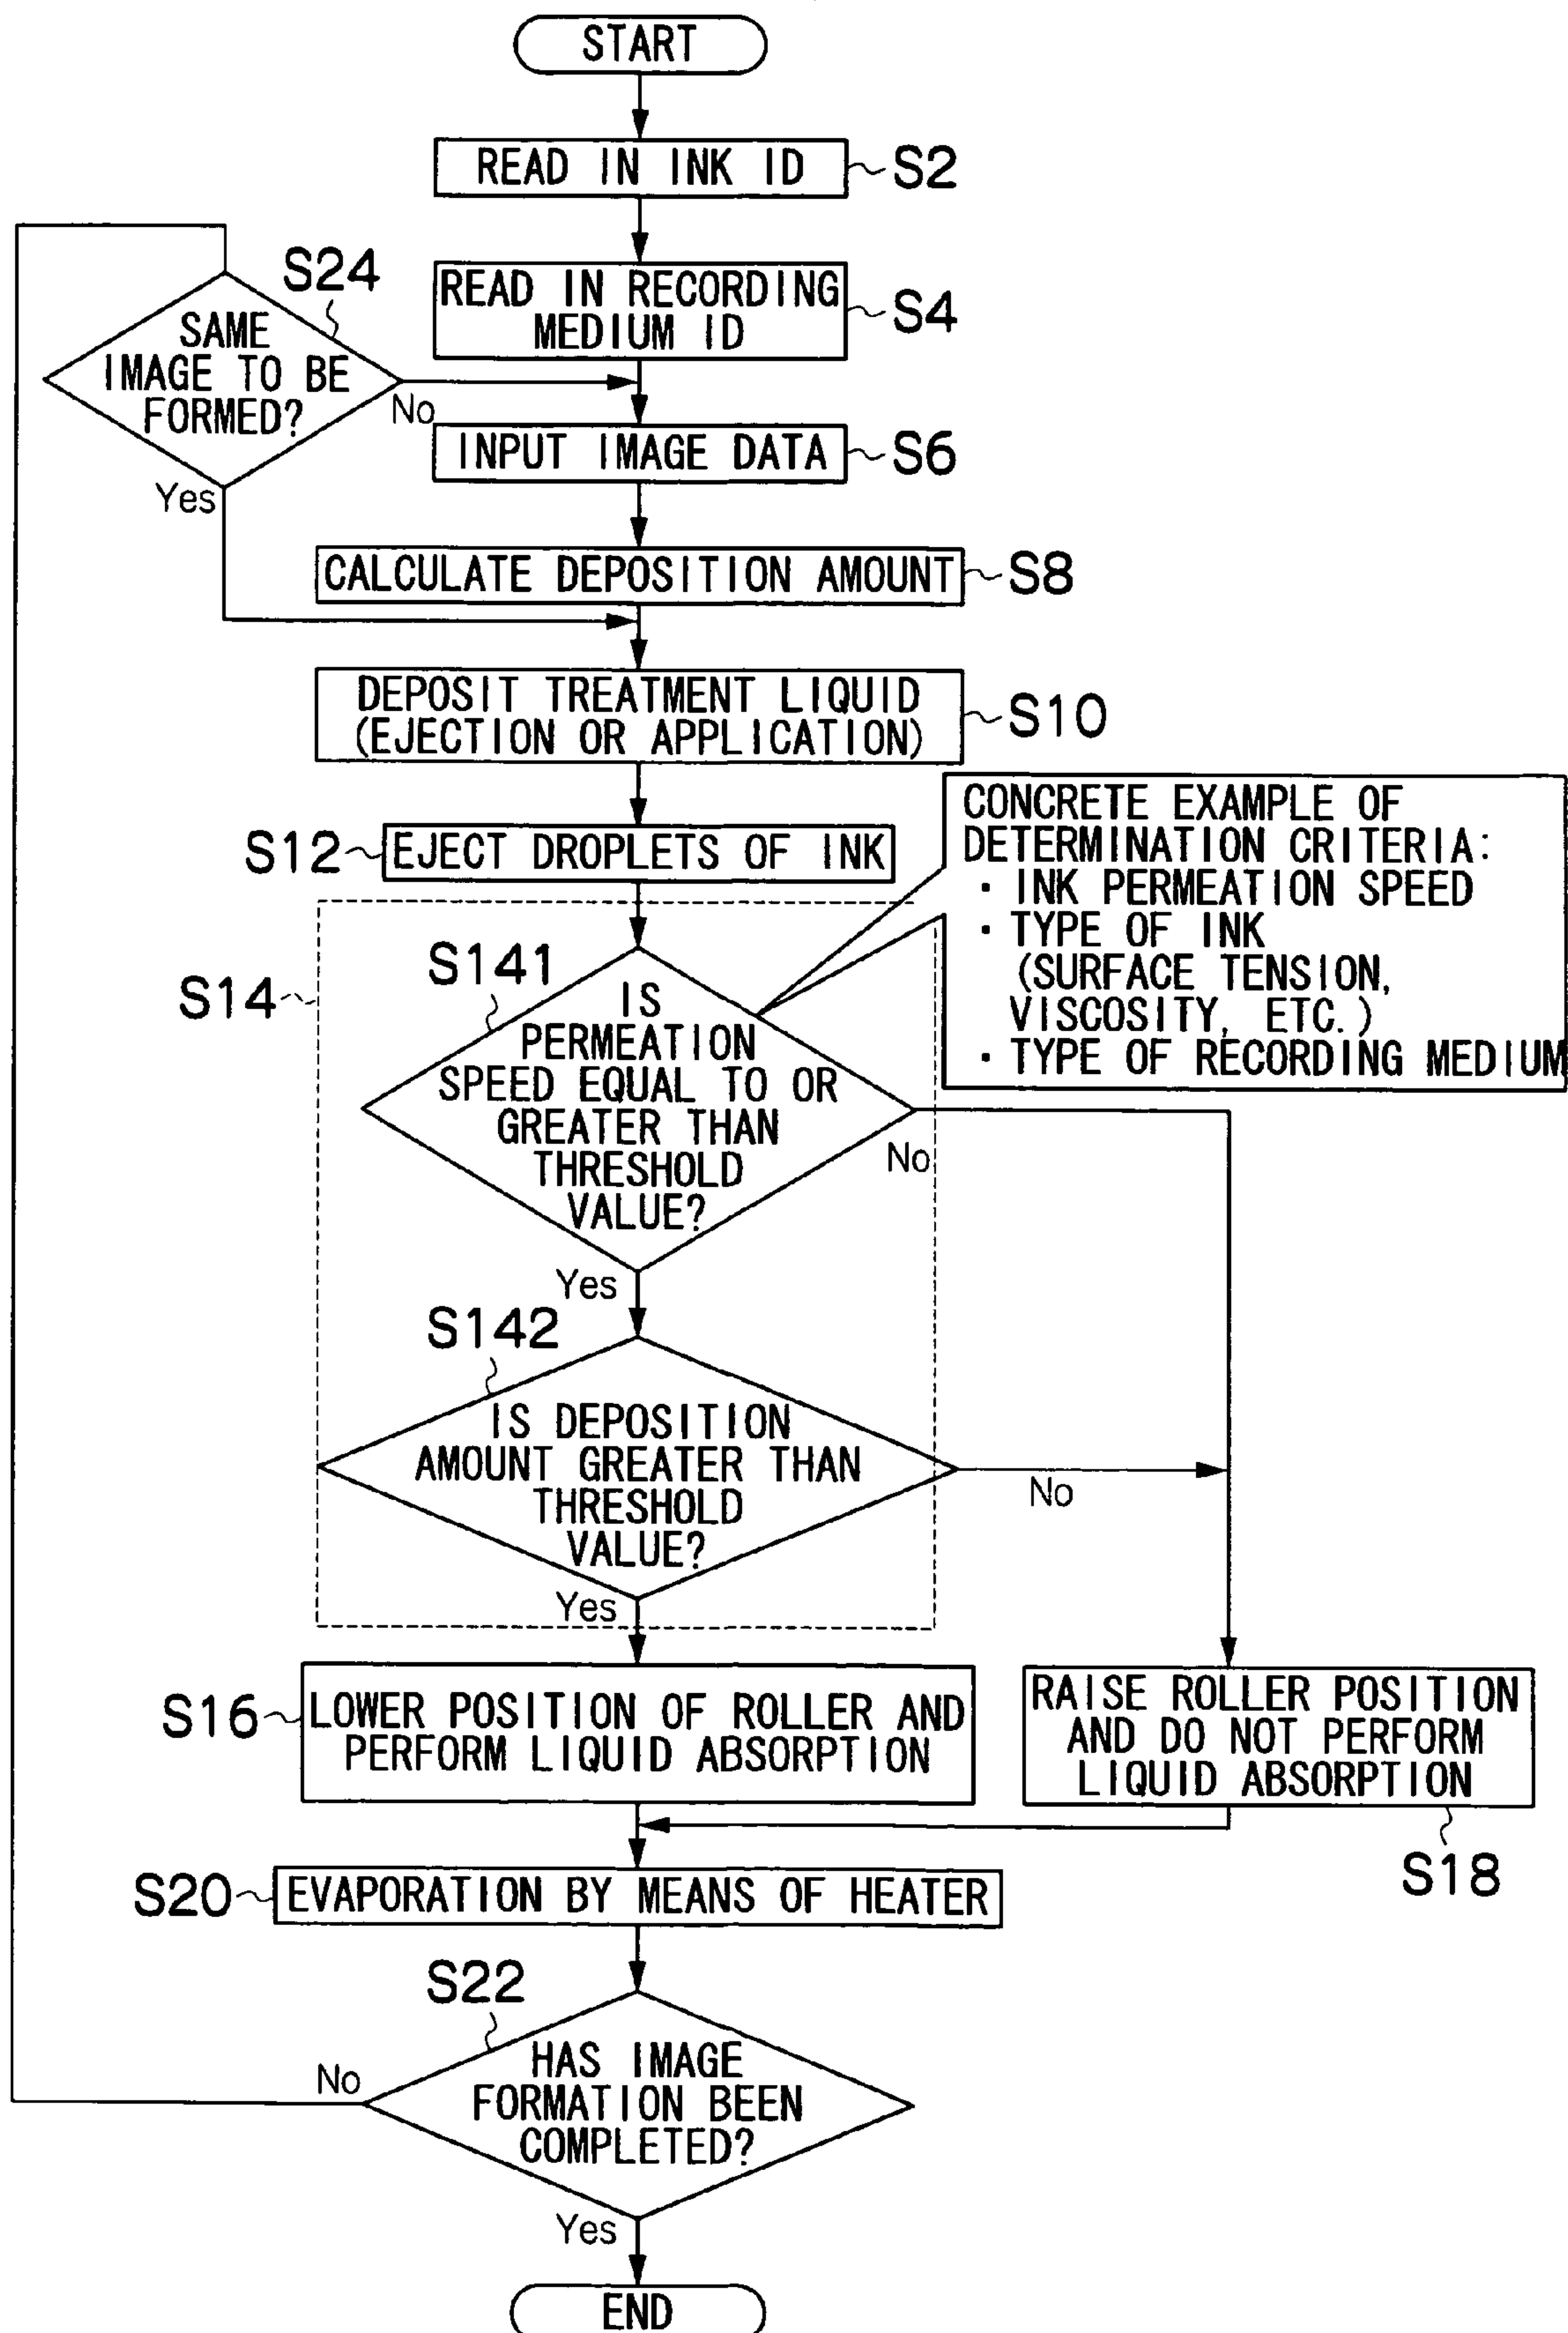 START
READ IN INK ID
S2
S24
READ IN RECORDING
MEDIUM ID
S4
SAME
IMAGE TO BE
FORMED?
No
Yes
INPUT IMAGE DATA
S6
CALCULATE DEPOSITION AMOUNT
S8
DEPOSIT TREATMENT LIQUID
(EJECTION OR APPLICATION)
S10
S12
EJECT DROPLETS OF INK
CONCRETE EXAMPLE OF
DETERMINATION CRITERIA:
· INK PERMEATION SPEED
· TYPE OF INK
(SURFACE TENSION,
VISCOSITY, ETC.)
· TYPE OF RECORDING MEDIUM
S14
S141
IS
PERMEATION
SPEED EQUAL TO OR
GREATER THAN
THRESHOLD
VALUE?
No
Yes
S142
IS DEPOSITION
AMOUNT GREATER THAN
THRESHOLD
VALUE?
No
Yes
S16
LOWER POSITION OF ROLLER AND
PERFORM LIQUID ABSORPTION
RAISE ROLLER POSITION
AND DO NOT PERFORM
LIQUID ABSORPTION
S18
S20
EVAPORATION BY MEANS OF HEATER
S22
HAS IMAGE
FORMATION BEEN
COMPLETED?
No
Yes
END